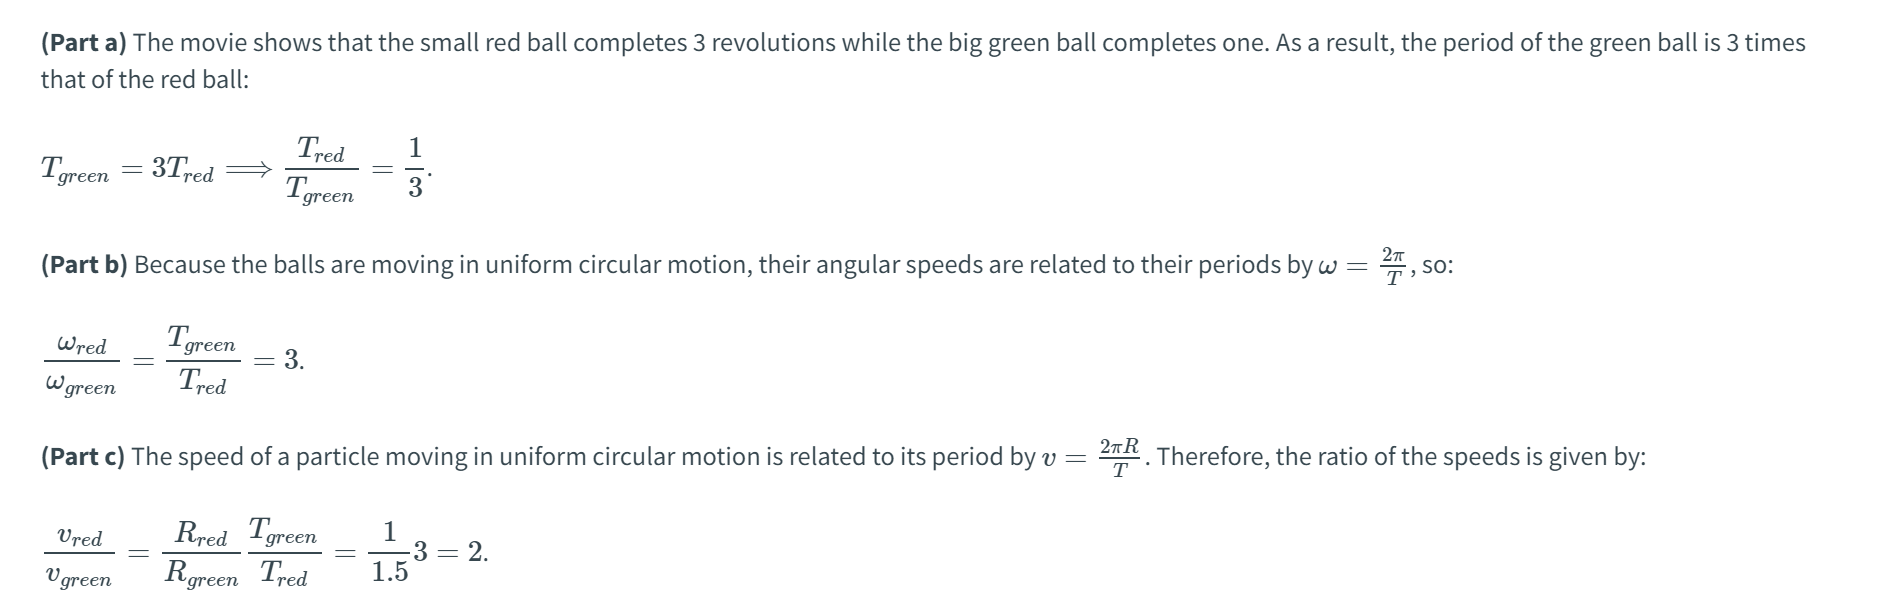 (Part a) The movie shows that the small red ball completes 3 revolutions while the big green ball completes one. As a result, the period of the green ball is 3 times
that of the red ball:
$T_{green} = 3T_{red} \Longrightarrow \frac{T_{red}}{T_{green}} = \frac{1}{3}.$
(Part b) Because the balls are moving in uniform circular motion, their angular speeds are related to their periods by $\omega = \frac{2\pi}{T}$, so:
$\frac{\omega_{red}}{\omega_{green}} = \frac{T_{green}}{T_{red}} = 3.$
(Part c) The speed of a particle moving in uniform circular motion is related to its period by $v = \frac{2\pi R}{T}$. Therefore, the ratio of the speeds is given by:
$\frac{v_{red}}{v_{green}} = \frac{R_{red}}{R_{green}} \frac{T_{green}}{T_{red}} = \frac{1}{1.5} 3 = 2.$